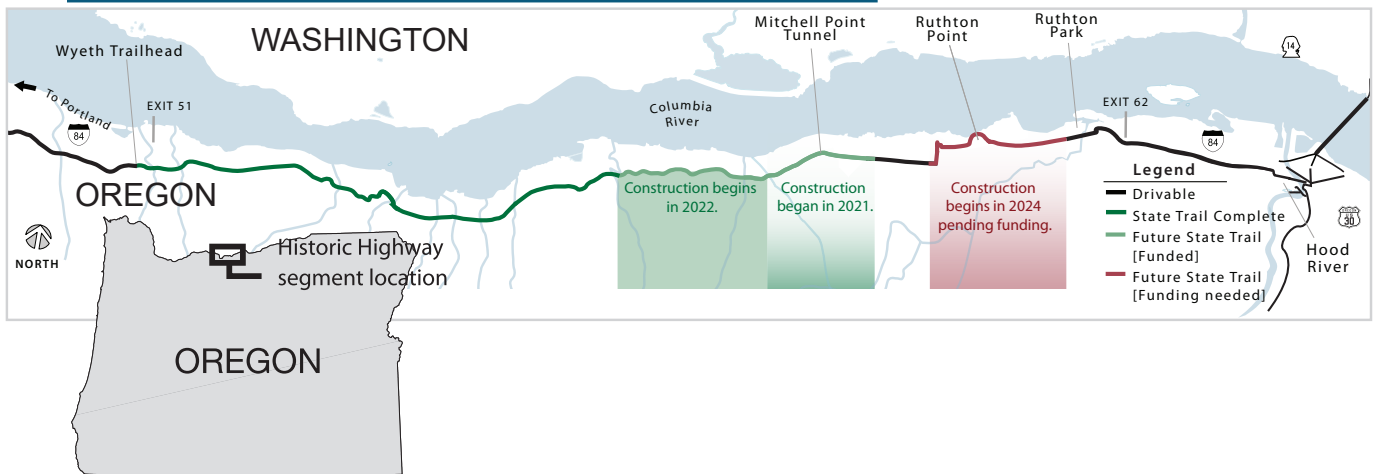 WASHINGTON
Wyeth Trailhead
Mitchell Point
Tunnel
Ruthton
Point
Ruthton
Park
14
To Portland
84
EXIT 51
Columbia
River
EXIT 62
84
OREGON
Construction begins
in 2022.
Construction
began in 2021.
Construction
begins in 2024
pending funding.
Legend
Drivable
State Trail Complete
Future State Trail
[Funded]
Future State Trail
[Funding needed]
30
Hood
River
NORTH
Historic Highway
segment location
OREGON